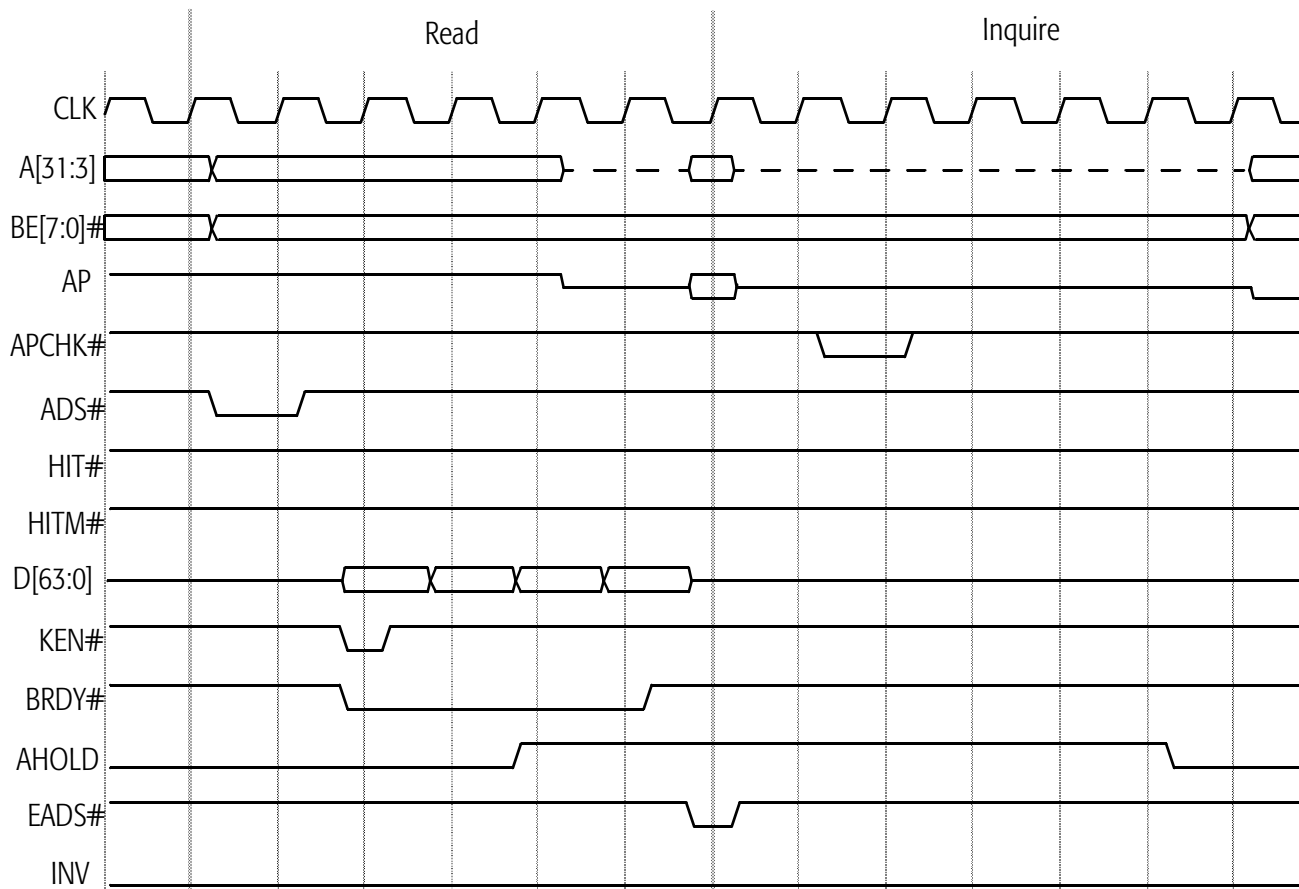 Read
Inquire
CLK
A[31:3]
BE[7:0]#
AP
APCHK#
ADS#
HIT#
HITM#
D[63:0]
KEN#
BRDY#
AHOLD
EADS#
INV